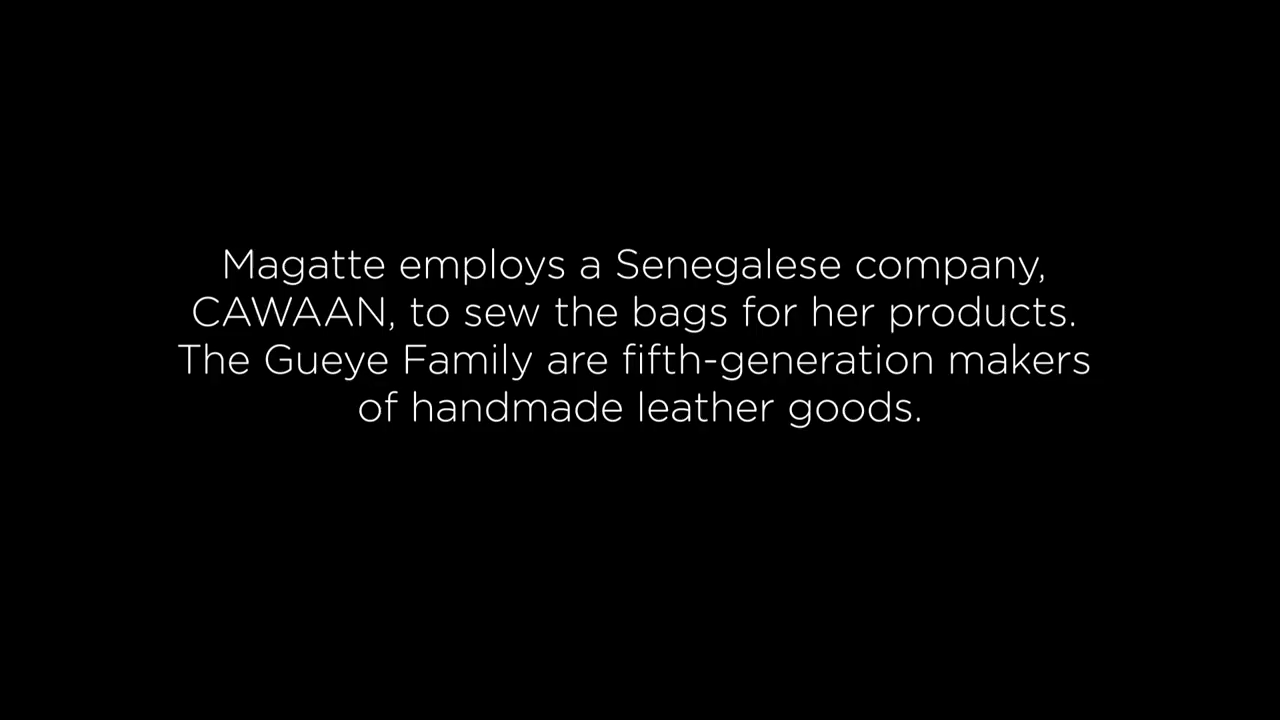 Magatte employs a Senegalese company,
CAWAAN, to sew the bags for her products.
The Gueye Family are fifth-generation makers
of handmade leather goods.